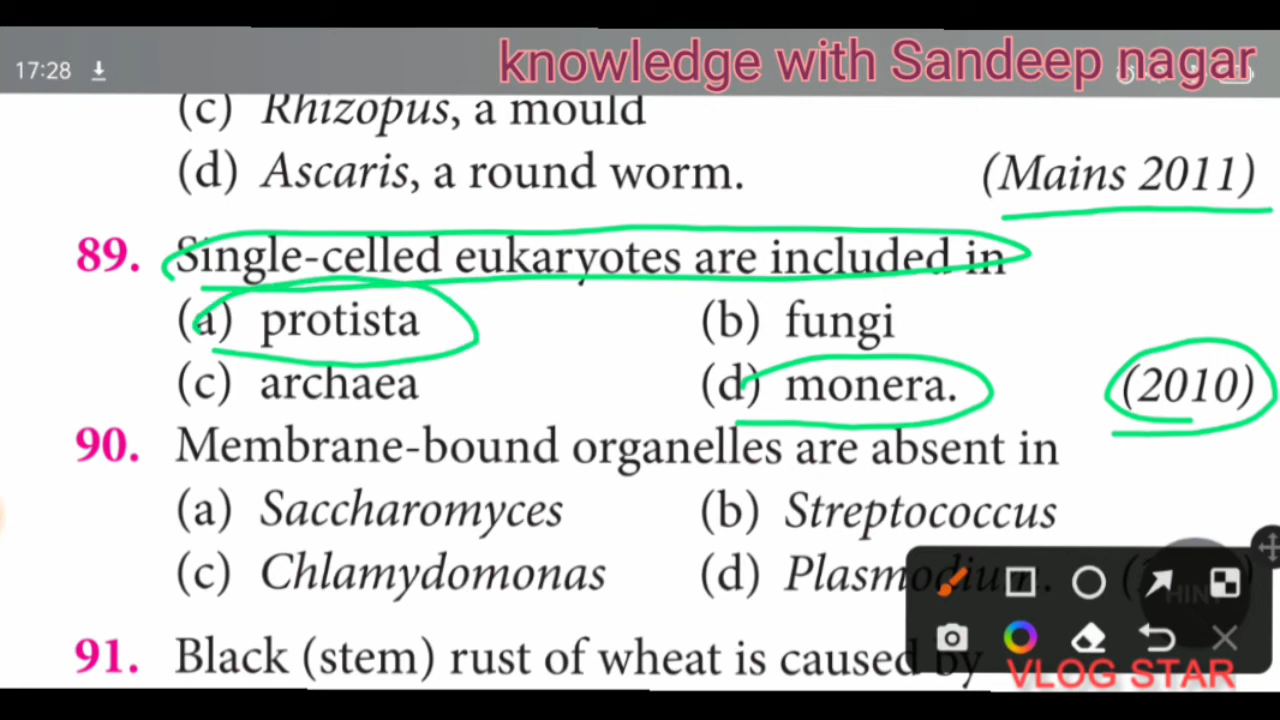 knowledge with Sandeep nagar
17:28
(c) Rhizopus, a mould
(d) Ascaris, a round worm. (Mains 2011)
89. Single-celled eukaryotes are included in
(a) protista (b) fungi
(c) archaea (d) monera. (2010)
90. Membrane-bound organelles are absent in
(a) Saccharomyces (b) Streptococcus
(c) Chlamydomonas (d) Plasmodium.
91. Black (stem) rust of wheat is caused by
VLOG STAR